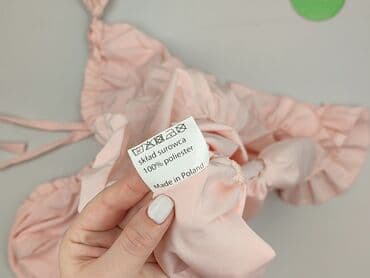 skład surowca
100% poliester
Made in Poland